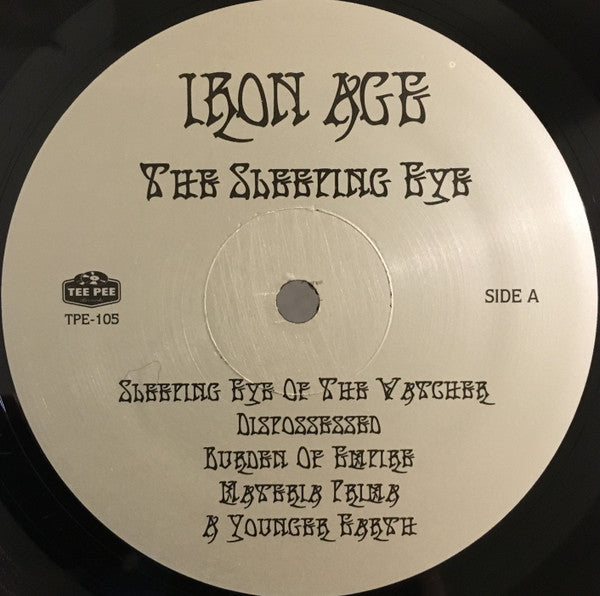 IRON AGE
THE SLEEPING EYE
TEE PEE
TPE-105
SIDE A
SLEEPING EYE OF THE WATCHER
DISPOSSESSED
BURDEN OF EMPIRE
MATERIA PRIMA
A YOUNGER EARTH